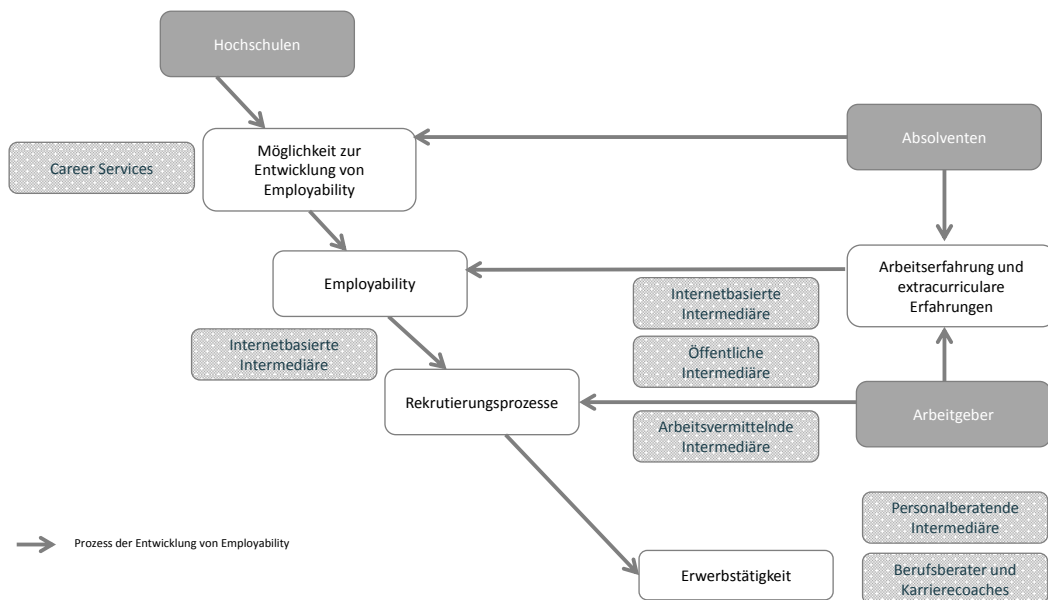 Hochschulen
Absolventen
Career Services
Möglichkeit zur
Entwicklung von
Employability
Employability
Arbeitserfahrung und
extracurriculare
Erfahrungen
Internetbasierte
Intermediäre
Internetbasierte
Intermediäre
Öffentliche
Intermediäre
Rekrutierungsprozesse
Arbeitsvermittelnde
Intermediäre
Arbeitgeber
Personalberatende
Intermediäre
Prozess der Entwicklung von Employability
Erwerbstätigkeit
Berufsberater und
Karrierecoaches